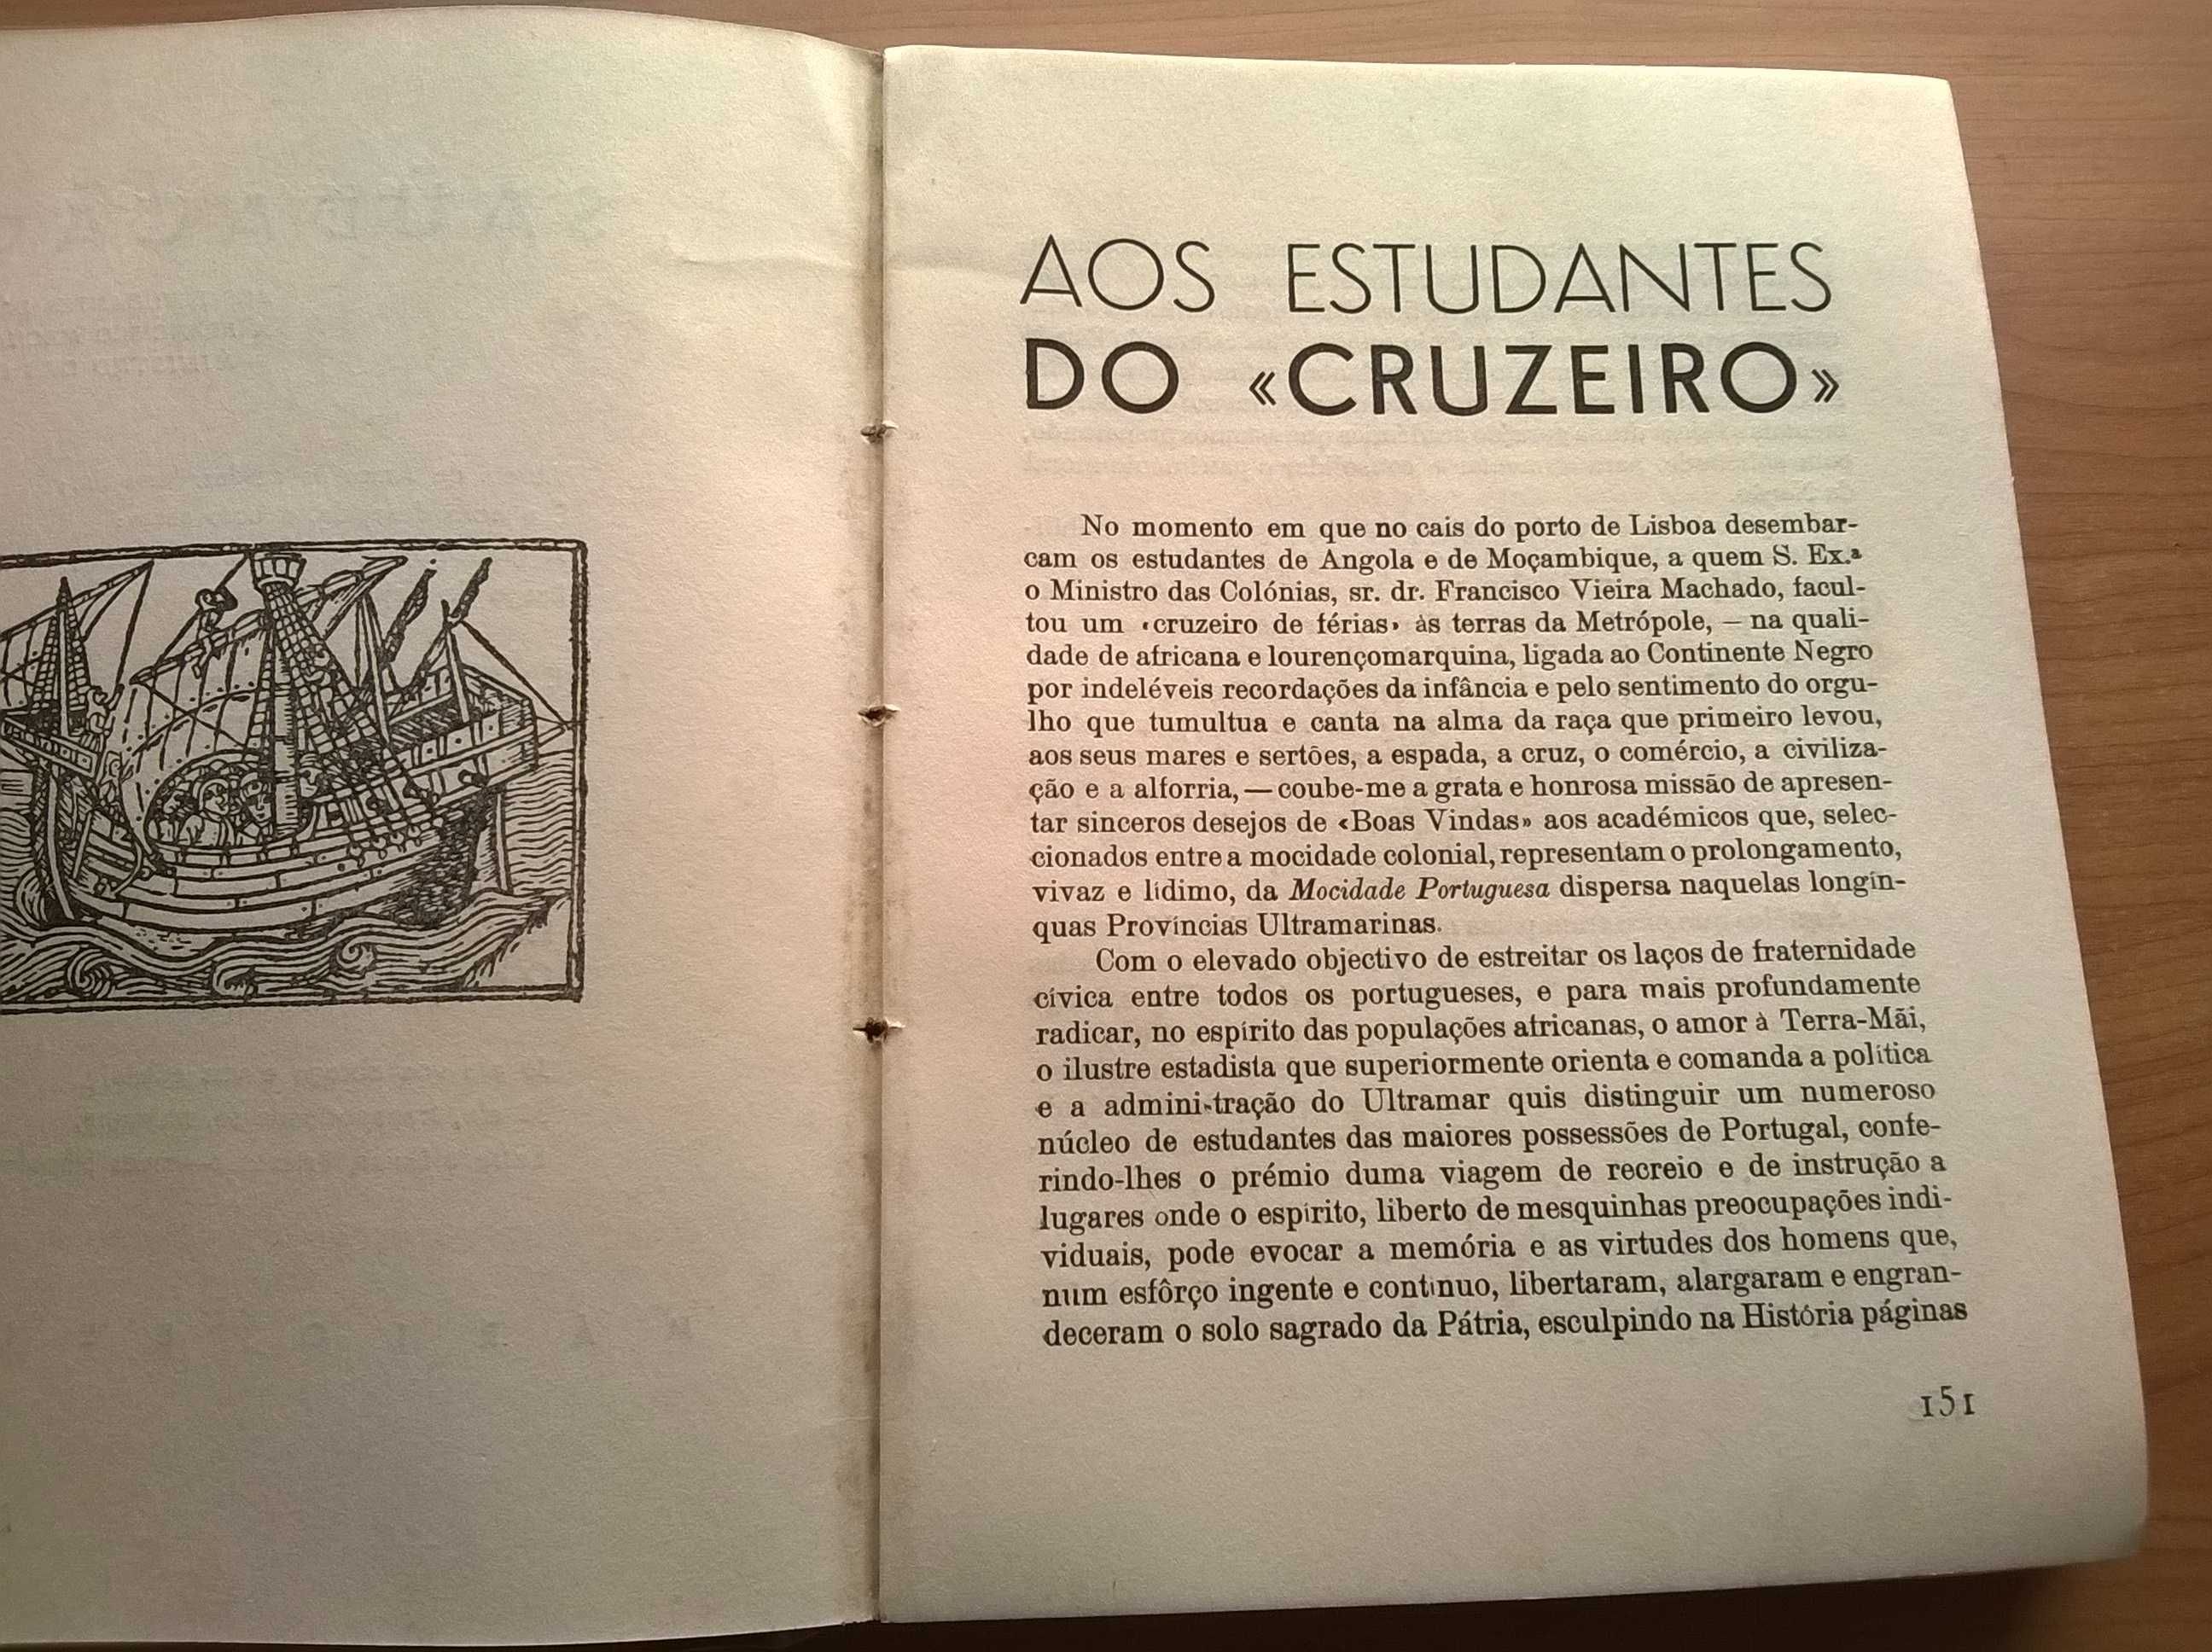 AOS ESTUDANTES
DO «CRUZEIRO»
No momento em que no cais do porto de Lisboa desembar-
cam os estudantes de Angola e de Moçambique, a quem S. Ex.ª
o Ministro das Colónias, sr. dr. Francisco Vieira Machado, facul-
tou um ‹cruzeiro de férias› às terras da Metrópole, — na quali-
dade de africana e lourençomarquina, ligada ao Continente Negro
por indeléveis recordações da infância e pelo sentimento do orgu-
lho que tumultua e canta na alma da raça que primeiro levou,
aos seus mares e sertões, a espada, a cruz, o comércio, a civiliza-
ção e a alforria, — coube-me a grata e honrosa missão de apresen-
tar sinceros desejos de «Boas Vindas» aos académicos que, selec-
cionados entre a mocidade colonial, representam o prolongamento,
vivaz e lídimo, da Mocidade Portuguesa dispersa naquelas longín-
quas Províncias Ultramarinas.
Com o elevado objectivo de estreitar os laços de fraternidade
cívica entre todos os portugueses, e para mais profundamente
radicar, no espírito das populações africanas, o amor à Terra-Mãi,
o ilustre estadista que superiormente orienta e comanda a política
e a administração do Ultramar quis distinguir um numeroso
núcleo de estudantes das maiores possessões de Portugal, confe-
rindo-lhes o prémio duma viagem de recreio e de instrução a
lugares onde o espírito, liberto de mesquinhas preocupações indi-
viduais, pode evocar a memória e as virtudes dos homens que,
num esfôrço ingente e contínuo, libertaram, alargaram e engran-
deceram o solo sagrado da Pátria, esculpindo na História páginas
151